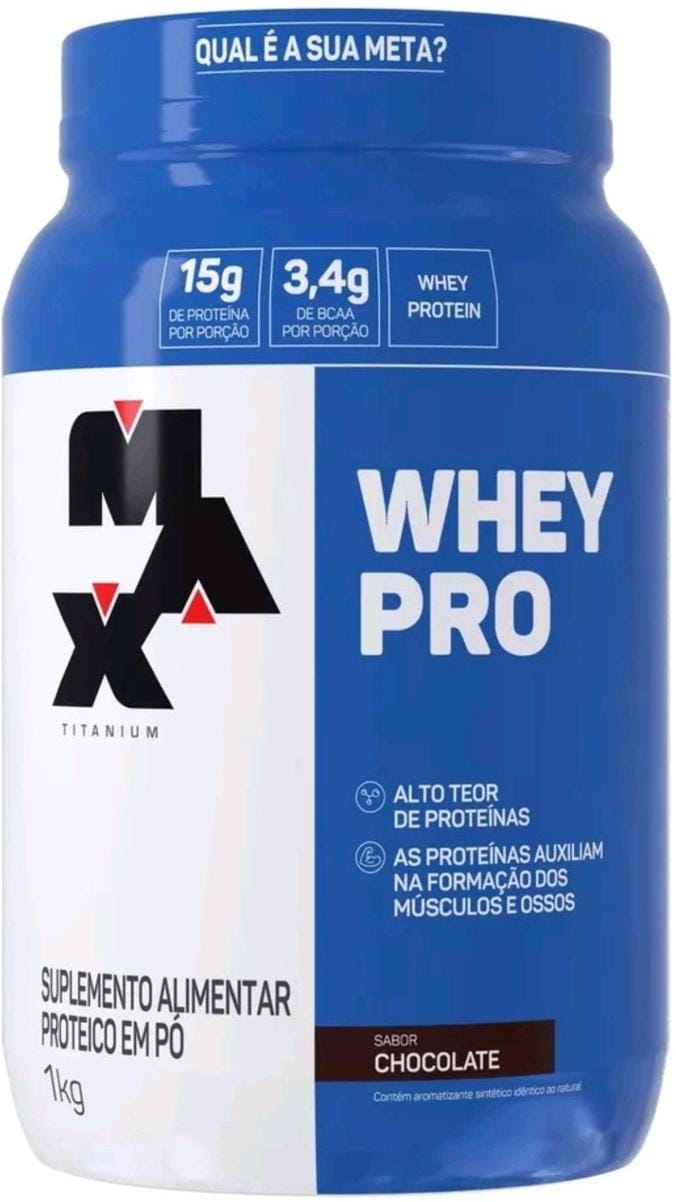 QUAL É A SUA META?
15g
DE PROTEÍNA
POR PORÇÃO
3,4g
DE BCAA
POR PORÇÃO
WHEY
PROTEIN
MAX
TITANIUM
WHEY
PRO
ALTO TEOR
DE PROTEÍNAS
AS PROTEÍNAS AUXILIAM
NA FORMAÇÃO DOS
MÚSCULOS E OSSOS
SUPLEMENTO ALIMENTAR
PROTEICO EM PÓ
1kg
SABOR
CHOCOLATE
Contém aromatizante sintético idêntico ao natural